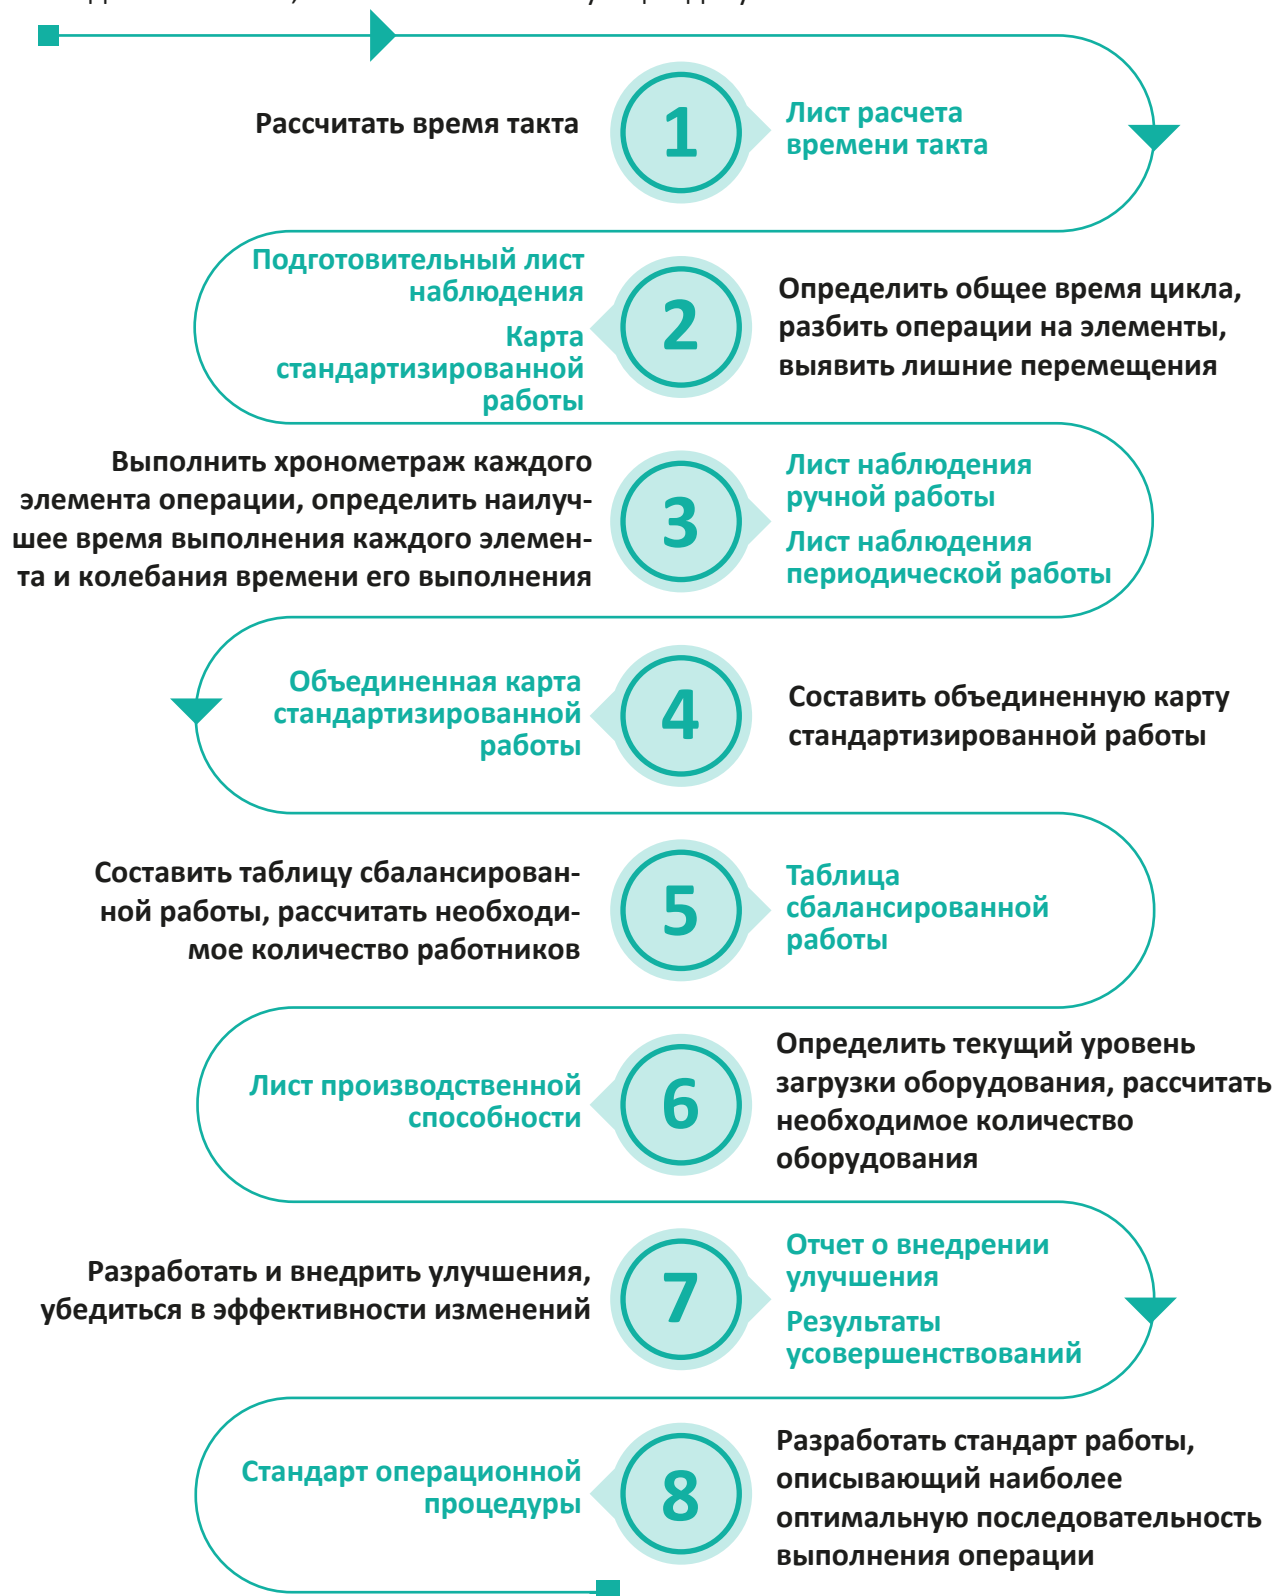 Рассчитать время такта
1
Лист расчета
времени такта
Подготовительный лист
наблюдения
Карта
стандартизированной
работы
2
Определить общее время цикла,
разбить операции на элементы,
выявить лишние перемещения
Выполнить хронометраж каждого
элемента операции, определить наилуч-
шее время выполнения каждого элемен-
та и колебания времени его выполнения
3
Лист наблюдения
ручной работы
Лист наблюдения
периодической работы
Объединенная карта
стандартизированной
работы
4
Составить объединенную карту
стандартизированной работы
Составить таблицу сбалансирован-
ной работы, рассчитать необходи-
мое количество работников
5
Таблица
сбалансированной
работы
Лист производственной
способности
6
Определить текущий уровень
загрузки оборудования, рассчитать
необходимое количество
оборудования
Разработать и внедрить улучшения,
убедиться в эффективности изменений
7
Отчет о внедрении
улучшения
Результаты
усовершенствований
Стандарт операционной
процедуры
8
Разработать стандарт работы,
описывающий наиболее
оптимальную последовательность
выполнения операции